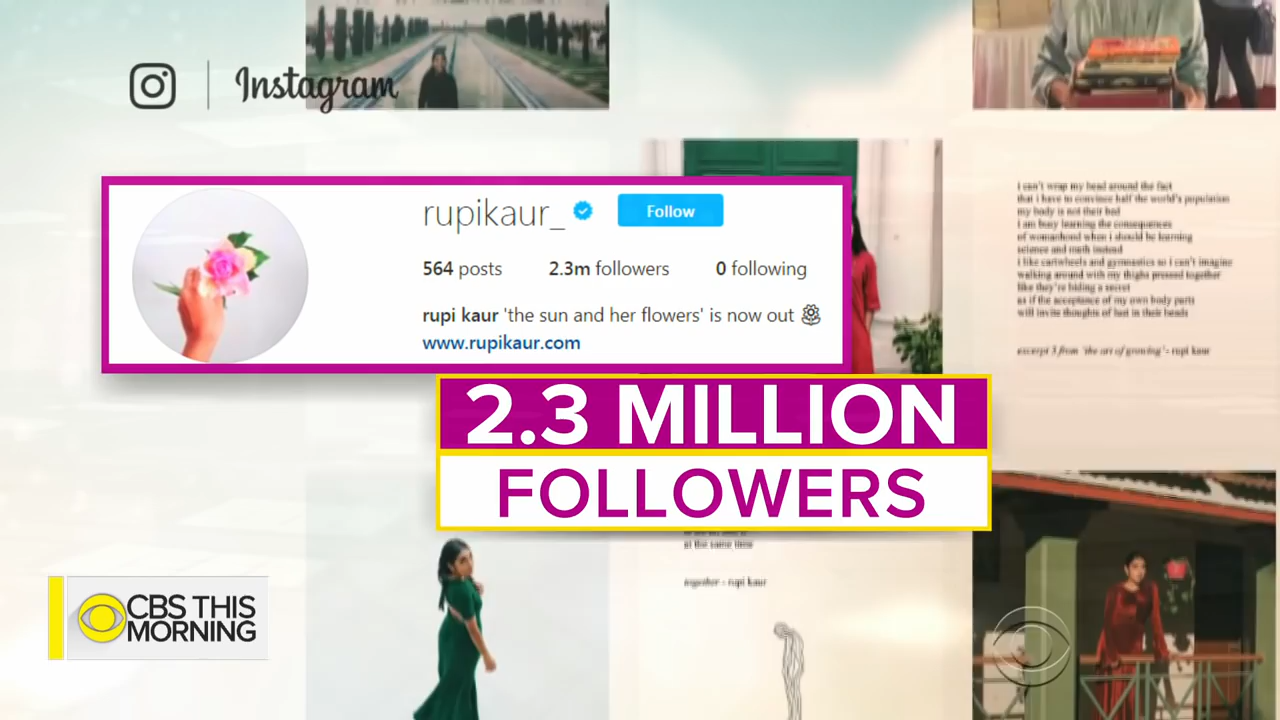 Instagram
rupikaur_
Follow
564 posts 2.3m followers 0 following
rupi kaur 'the sun and her flowers' is now out
www.rupikaur.com
2.3 MILLION
FOLLOWERS
i can't wrap my head around the fact
that i have to convince half the world's population
my body is not their bed
i am busy learning the consequences
of womanhood when i should be learning
science and math instead
i like cartwheels and gymnastics so i can't imagine
walking around with my thighs pressed together
like they're hiding a secret
as if the acceptance of my own body parts
will invite thoughts of lust in their heads
excerpt 3 from 'the art of growing' - rupi kaur
at the same time
together - rupi kaur
CBS THIS
MORNING